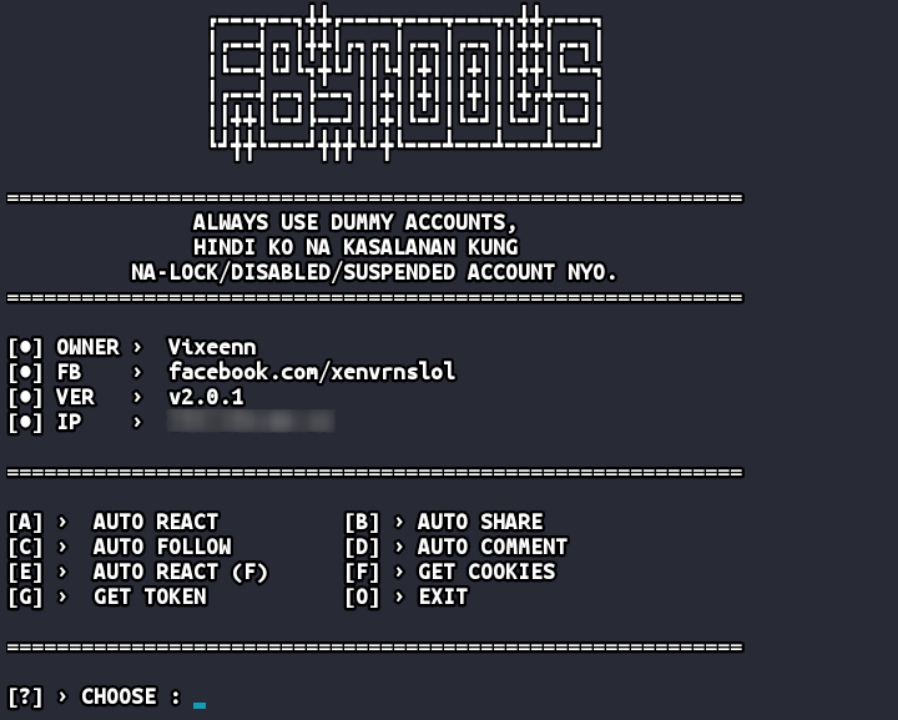 ============================================================
ALWAYS USE DUMMY ACCOUNTS,
HINDI KO NA KASALANAN KUNG
NA-LOCK/DISABLED/SUSPENDED ACCOUNT NYO.
============================================================
[●] OWNER › Vixeenn
[●] FB › facebook.com/xenvrnslol
[●] VER › v2.0.1
[●] IP ›
============================================================
[A] › AUTO REACT [B] › AUTO SHARE
[C] › AUTO FOLLOW [D] › AUTO COMMENT
[E] › AUTO REACT (F) [F] › GET COOKIES
[G] › GET TOKEN [0] › EXIT
============================================================
[?] › CHOOSE :